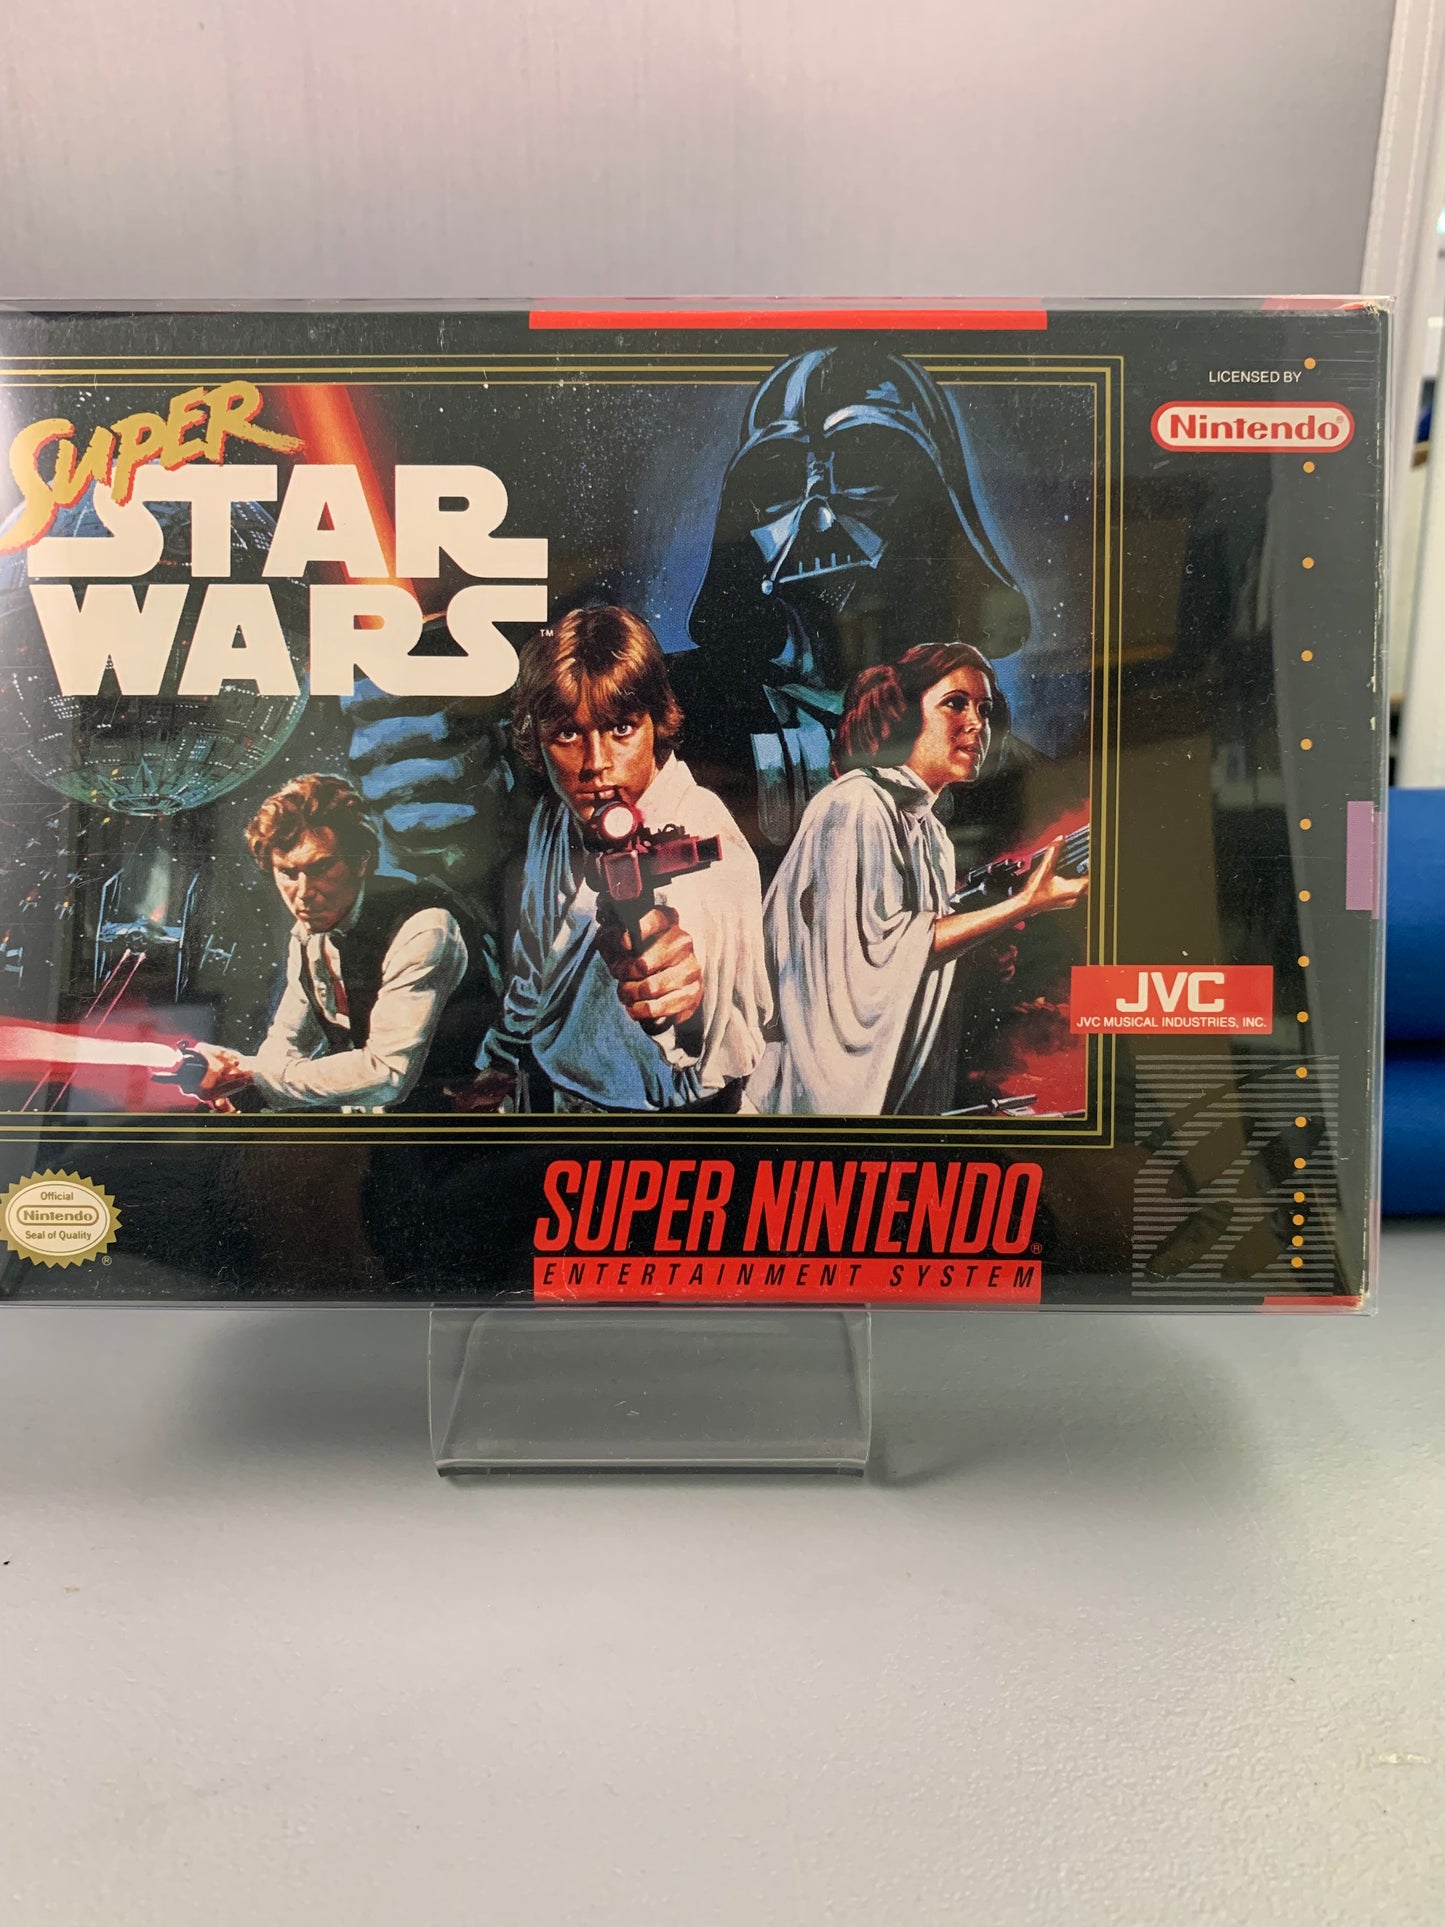 SUPER
STAR
WARS™
LICENSED BY
Nintendo®
JVC
JVC MUSICAL INDUSTRIES, INC.
Official
Nintendo
Seal of Quality
®
SUPER NINTENDO®
ENTERTAINMENT SYSTEM